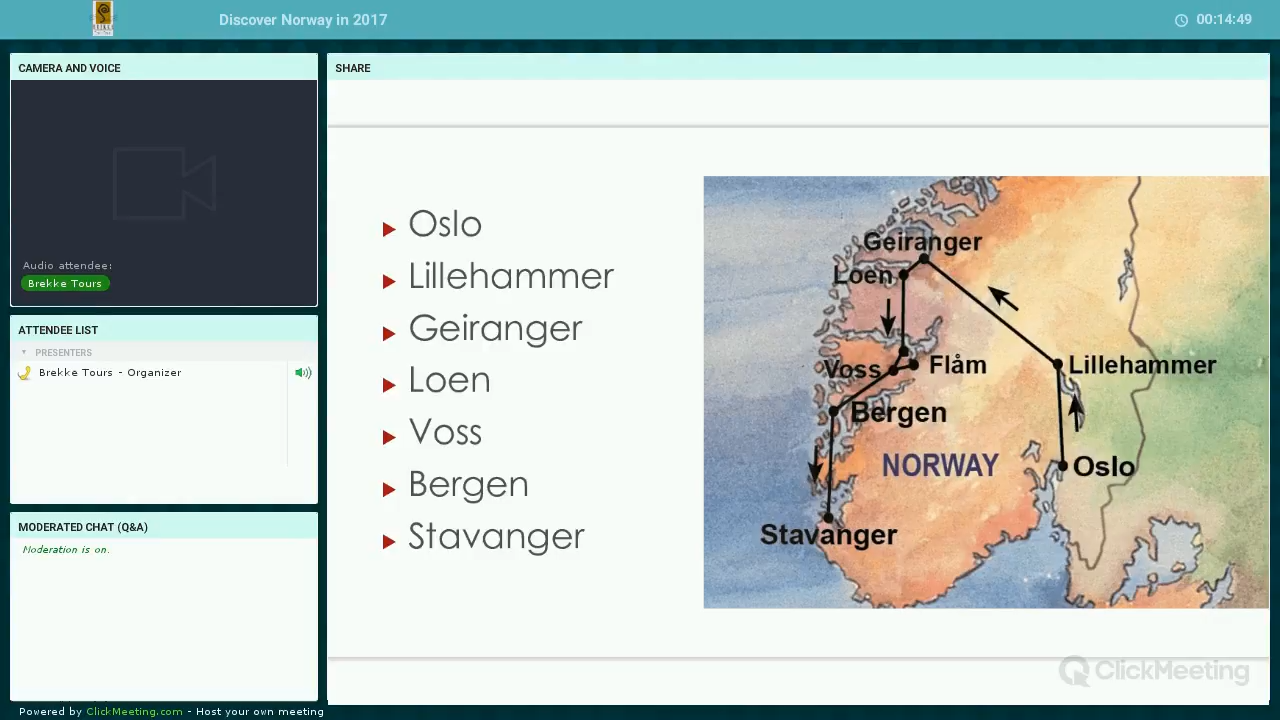 Discover Norway in 2017
00:14:49
CAMERA AND VOICE
Audio attendee:
Brekke Tours
ATTENDEE LIST
PRESENTERS
Brekke Tours - Organizer
MODERATED CHAT (Q&A)
Moderation is on.
SHARE
Oslo
Lillehammer
Geiranger
Loen
Voss
Bergen
Stavanger
Geiranger
Loen
Voss
Flåm
Lillehammer
Bergen
NORWAY
Oslo
Stavanger
ClickMeeting
Powered by ClickMeeting.com - Host your own meeting